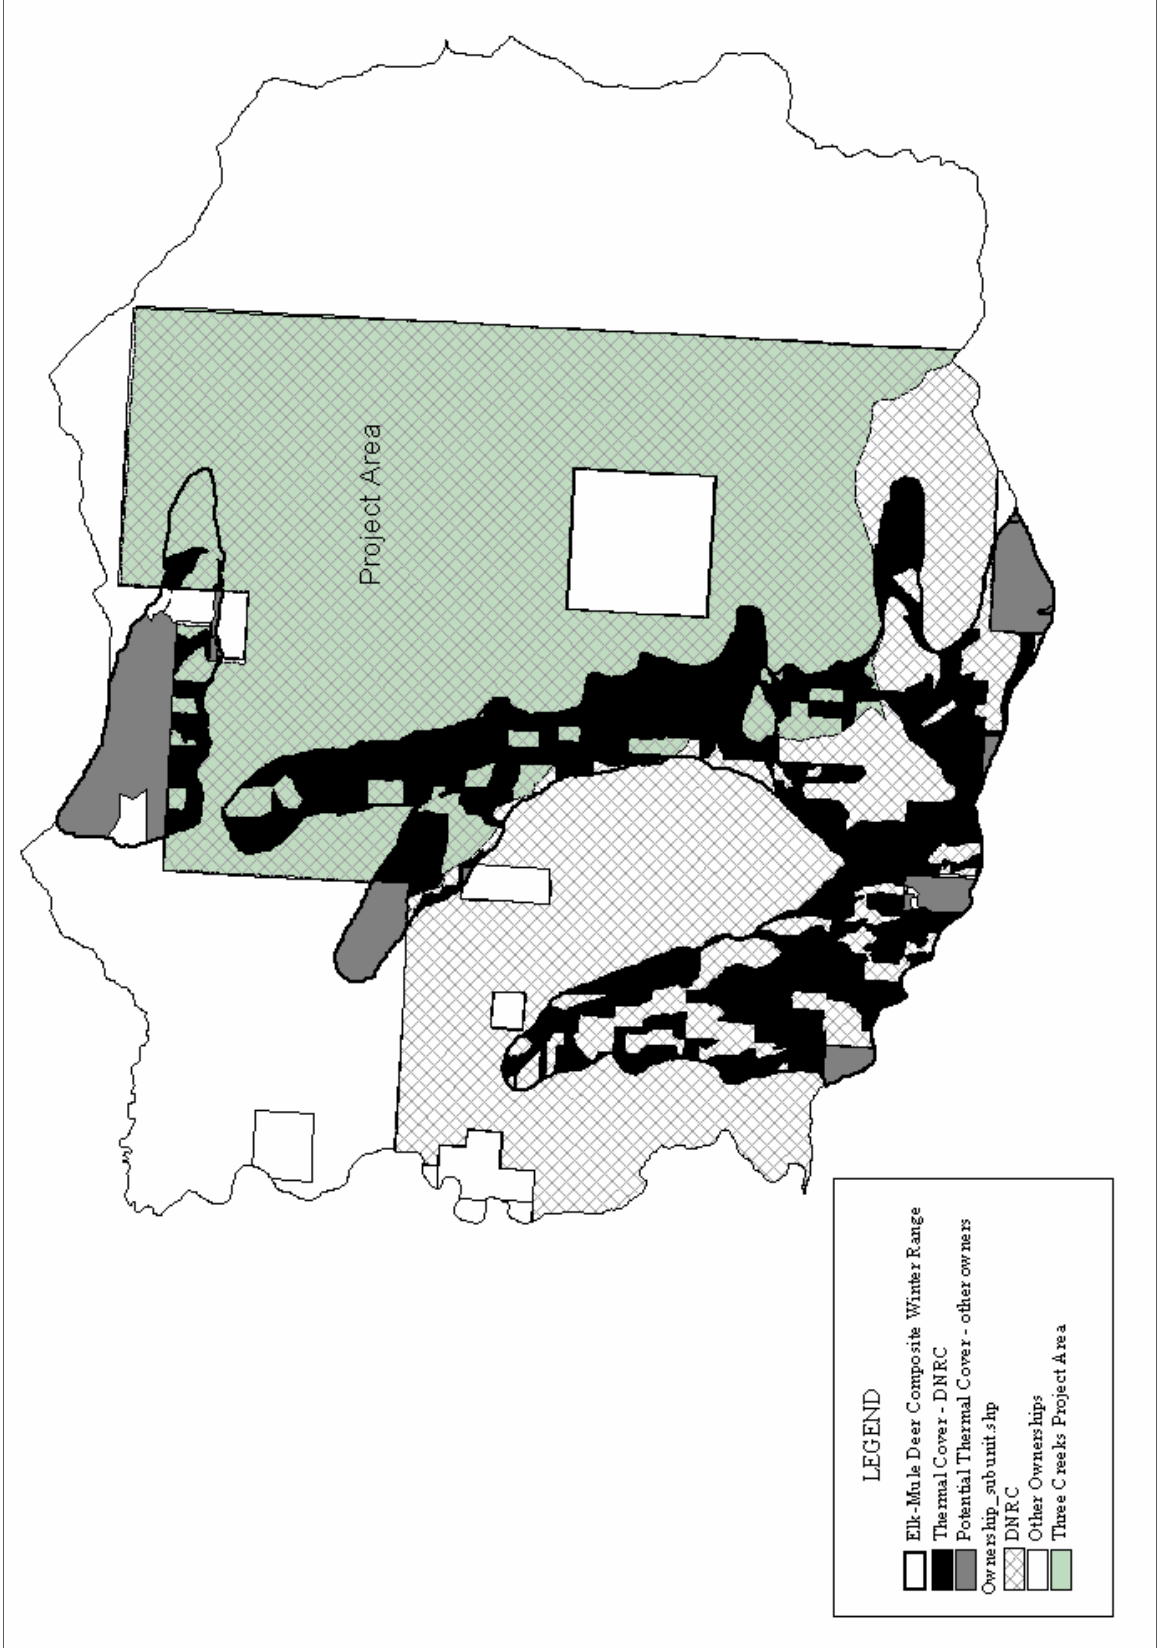 Project Area
LEGEND
Elk-Mule Deer Composite Winter Range
Thermal Cover - DNRC
Potential Thermal Cover - other owners
Ownership_subunit.shp
DNRC
Other Ownerships
Three Creeks Project Area